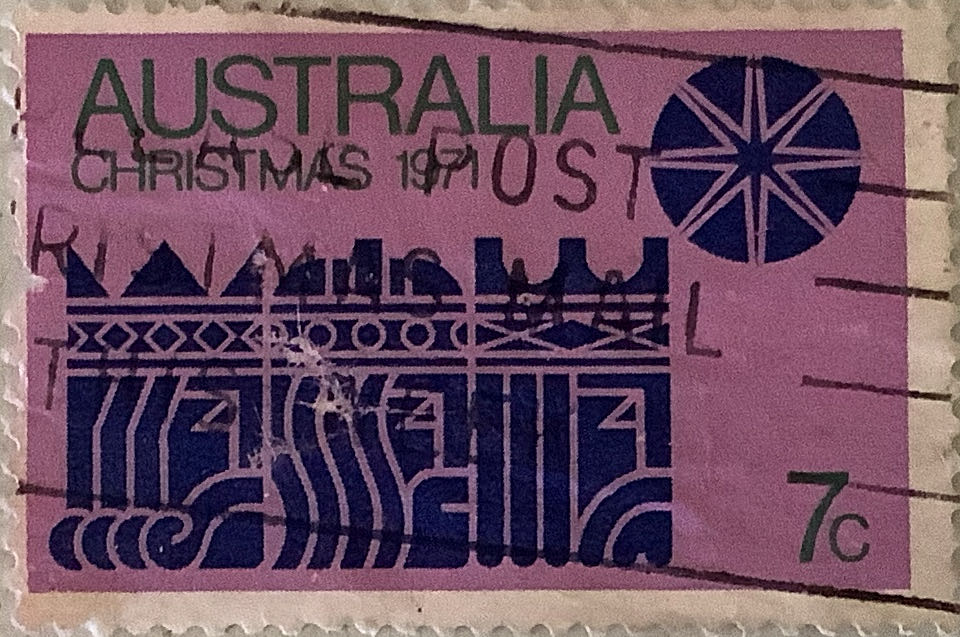 AUSTRALIA
CHRISTMAS 1971
POST
MAIL
7c